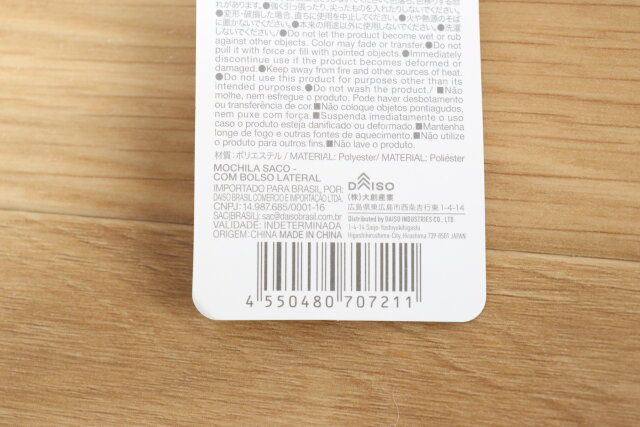 れがあります。●強く引っ張ったり、尖ったものを入れたりしないでください。
●変形・破損した場合、直ちに使用を中止してください。●火や熱源のそば
に置かないでください。●本来の用途以外に使用しないでください。●洗濯
しないでください。/●Do not let the product become wet or rub
against other objects. Color may fade or transfer.●Do not
pull it with force or fill it with pointed objects.●Immediately
discontinue use if the product becomes deformed or
damaged.●Keep away from fire and other sources of heat.
●Do not use this product for purposes other than its
intended purposes.●Do not wash the product./■Não
molhe, nem esfregue o produto. Pode haver desbotamento
ou transferência de cor.■Não coloque objetos pontiagudos,
nem puxe com força.■Suspenda imediatamente o uso
caso o produto esteja danificado ou deformado.■Mantenha
longe de fogo e outras fontes de aquecimento.■Não utilize
o produto para outros fins.■Não lave o produto.
材質：ポリエステル/MATERIAL: Polyester/MATERIAL: Poliéster
MOCHILA SACO -
COM BOLSO LATERAL
IMPORTADO PARA BRASIL POR:
DAISO BRASIL COMERCIO E IMPORTAÇÃO LTDA.
CNPJ: 14.987.685/0001-16
SAC(BRASIL): sac@daisobrasil.com.br
VALIDADE: INDETERMINADA
ORIGEM: CHINA MADE IN CHINA
DAISO
(株)大創産業
広島県東広島市西条吉行東1-4-14
Distributed by DAISO INDUSTRIES CO., LTD.
1-4-14 Saijo-Yoshiyukihigashi
Higashihiroshima-City, Hiroshima 739-8501 JAPAN
4 550480 707211